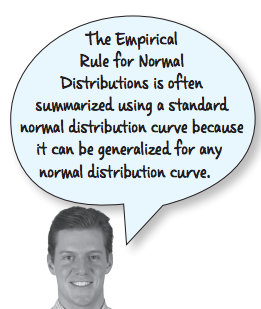 The Empirical
Rule for Normal
Distributions is often
summarized using a standard
normal distribution curve because
it can be generalized for any
normal distribution curve.